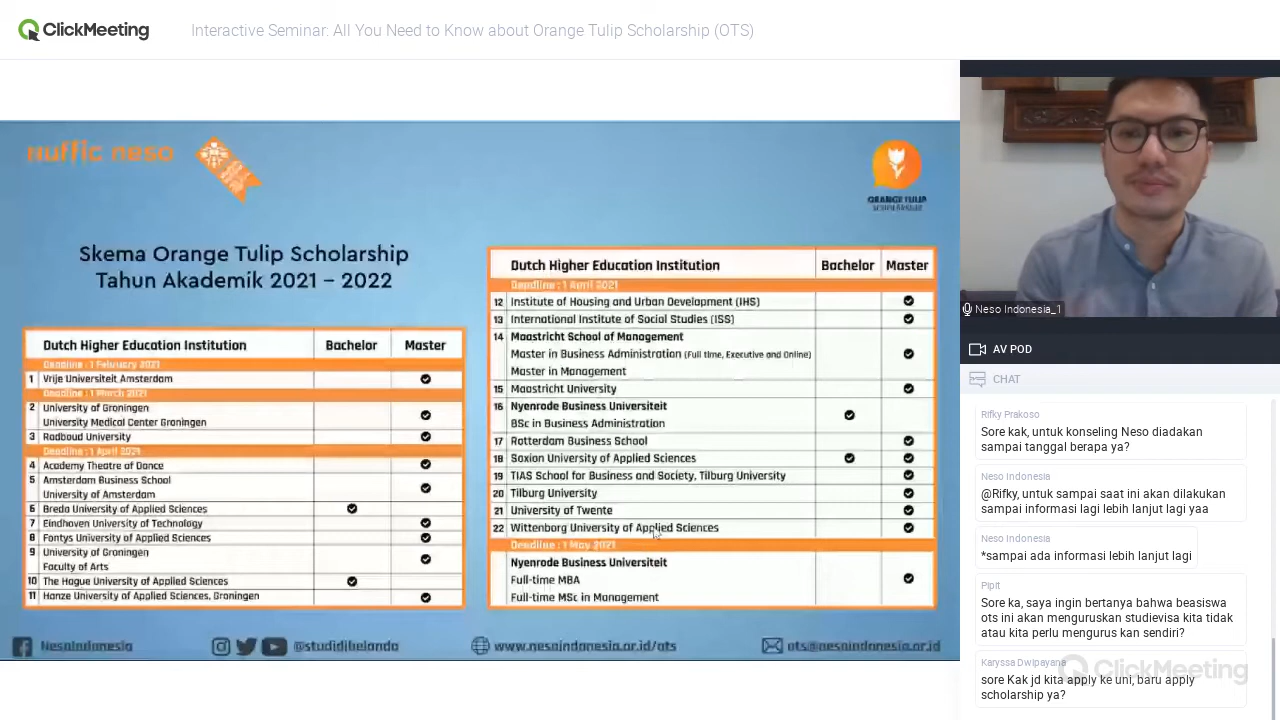 ClickMeeting
Interactive Seminar: All You Need to Know about Orange Tulip Scholarship (OTS)
nuffic neso
ORANGE TULIP
SCHOLARSHIP
Skema Orange Tulip Scholarship
Tahun Akademik 2021 – 2022
Dutch Higher Education Institution Bachelor Master
Deadline : 1 February 2021
1 Vrije Universiteit Amsterdam
Deadline : 1 March 2021
2 University of Groningen
University Medical Center Groningen
3 Radboud University
Deadline : 1 April 2021
4 Academy Theatre of Dance
5 Amsterdam Business School
University of Amsterdam
6 Breda University of Applied Sciences
7 Eindhoven University of Technology
8 Fontys University of Applied Sciences
9 University of Groningen
Faculty of Arts
10 The Hague University of Applied Sciences
11 Hanze University of Applied Sciences, Groningen
Dutch Higher Education Institution Bachelor Master
Deadline : 1 April 2021
12 Institute of Housing and Urban Development (IHS)
13 International Institute of Social Studies (ISS)
14 Maastricht School of Management
Master in Business Administration (Full time, Executive and Online)
Master in Management
15 Maastricht University
16 Nyenrode Business Universiteit
BSc in Business Administration
17 Rotterdam Business School
18 Saxion University of Applied Sciences
19 TIAS School for Business and Society, Tilburg University
20 Tilburg University
21 University of Twente
22 Wittenborg University of Applied Sciences
Deadline : 1 May 2021
Nyenrode Business Universiteit
Full-time MBA
Full-time MSc in Management
NesoIndonesia
@studidibelanda
www.nesoindonesia.or.id/ots
ots@nesoindonesia.or.id
Neso Indonesia_1
AV POD
CHAT
Rifky Prakoso
Sore kak, untuk konseling Neso diadakan
sampai tanggal berapa ya?
Neso Indonesia
@Rifky, untuk sampai saat ini akan dilakukan
sampai informasi lagi lebih lanjut lagi yaa
Neso Indonesia
*sampai ada informasi lebih lanjut lagi
Pipit
Sore ka, saya ingin bertanya bahwa beasiswa
ots ini akan menguruskan studievisa kita tidak
atau kita perlu mengurus kan sendiri?
Karyssa Dwipayana
sore Kak jd kita apply ke uni, baru apply
scholarship ya?
ClickMeeting